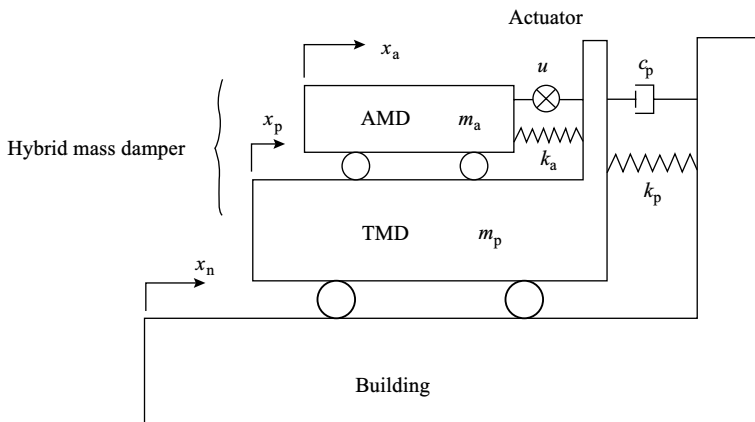 Actuator
x_a
u
c_p
AMD m_a
x_p
Hybrid mass damper
k_a
k_p
TMD m_p
x_n
Building